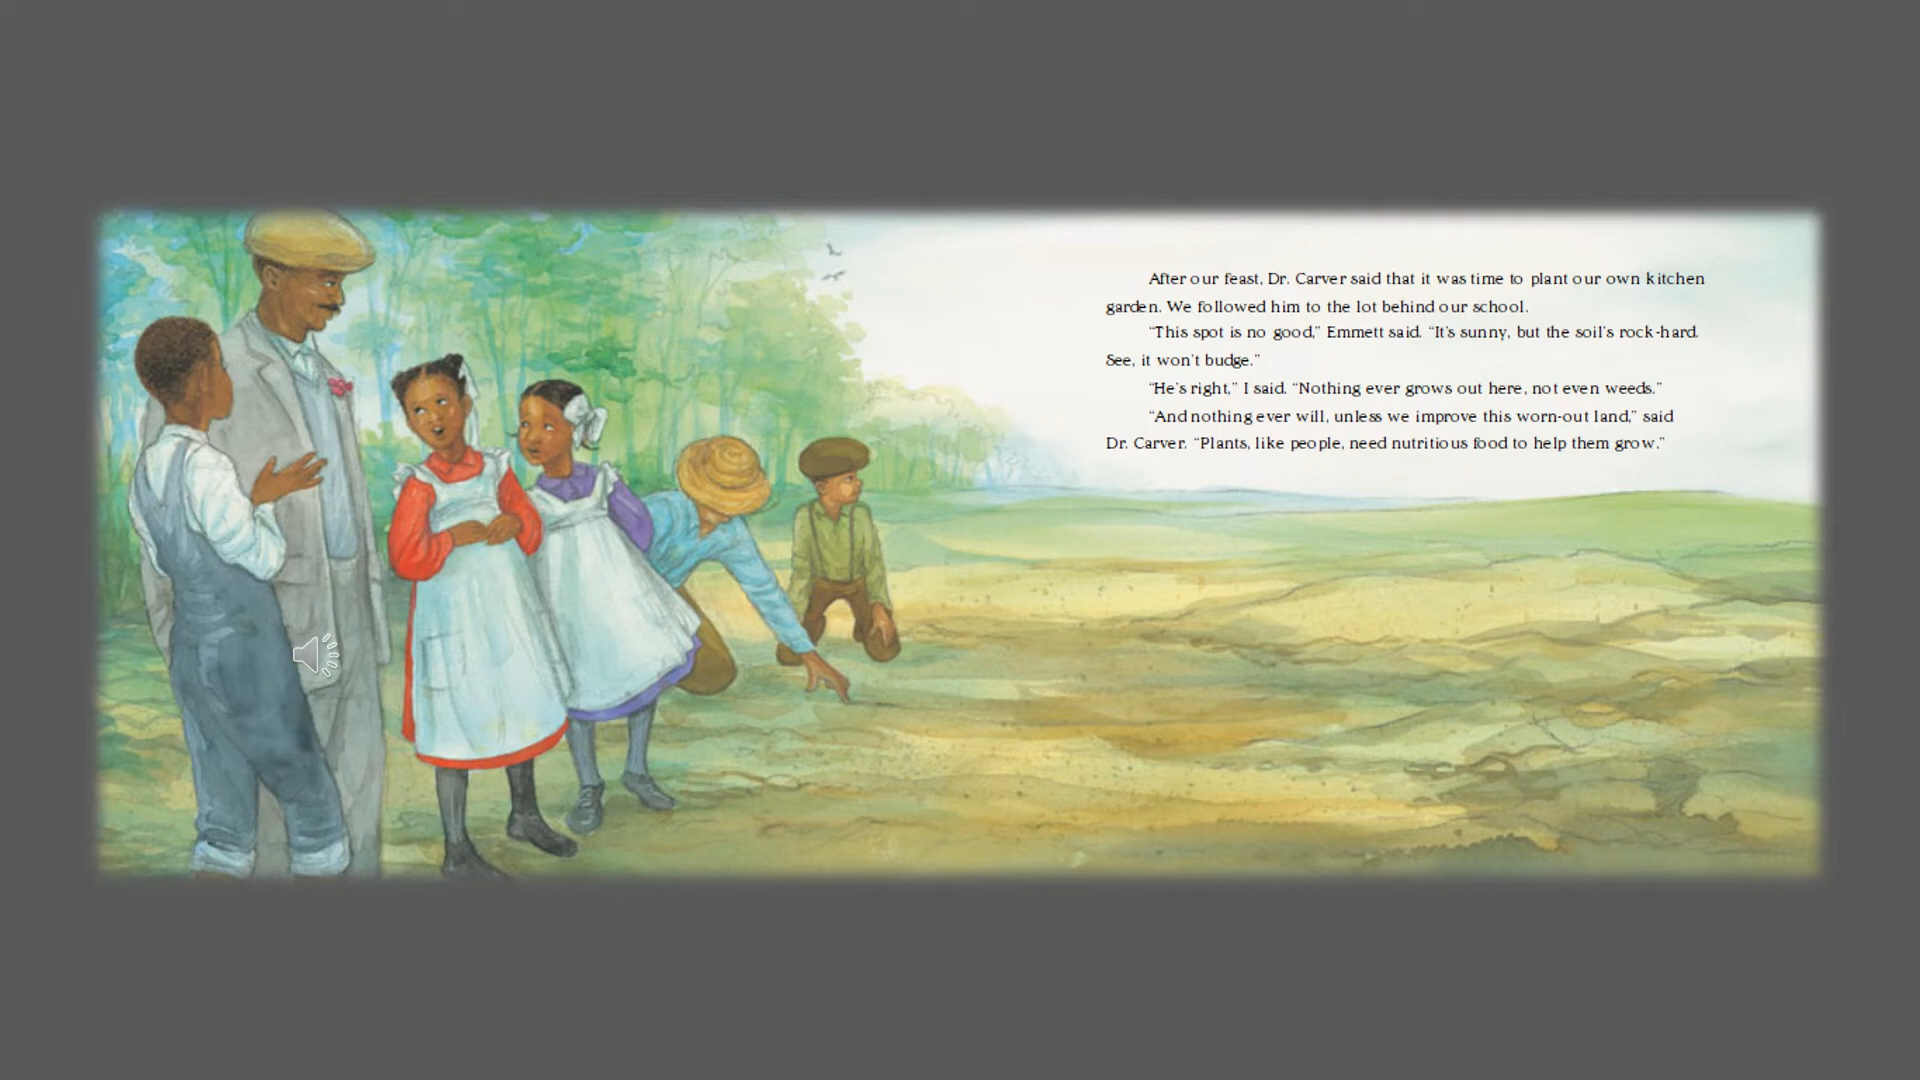 After our feast, Dr. Carver said that it was time to plant our own kitchen
garden. We followed him to the lot behind our school.
“This spot is no good,” Emmett said. “It’s sunny, but the soil’s rock-hard.
See, it won’t budge.”
“He’s right,” I said. “Nothing ever grows out here, not even weeds.”
“And nothing ever will, unless we improve this worn-out land,” said
Dr. Carver. “Plants, like people, need nutritious food to help them grow.”